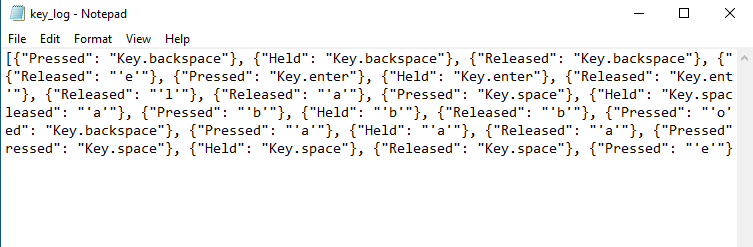 key_log - Notepad
File Edit Format View Help
[{"Pressed": "Key.backspace"}, {"Held": "Key.backspace"}, {"Released": "Key.backspace"}, {"
{"Released": "'e'"}, {"Pressed": "Key.enter"}, {"Held": "Key.enter"}, {"Released": "Key.ent
'"}, {"Released": "'l'"}, {"Released": "'a'"}, {"Pressed": "Key.space"}, {"Held": "Key.spac
leased": "'a'"}, {"Pressed": "'b'"}, {"Held": "'b'"}, {"Released": "'b'"}, {"Pressed": "'o'
ed": "Key.backspace"}, {"Pressed": "'a'"}, {"Held": "'a'"}, {"Released": "'a'"}, {"Pressed"
ressed": "Key.space"}, {"Held": "Key.space"}, {"Released": "Key.space"}, {"Pressed": "'e'"}